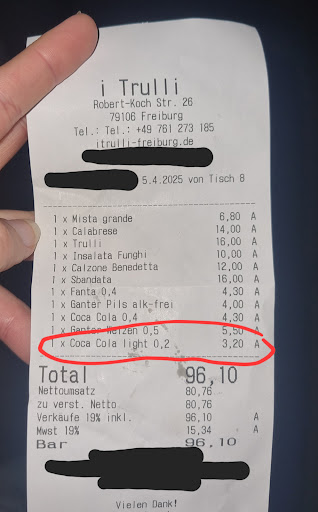 i Trulli
Robert-Koch Str. 26
79106 Freiburg
Tel.: Tel.: +49 761 273 185
itrulli-freiburg.de
5.4.2025 von Tisch 8
1 x Mista grande 6,80 A
1 x Calabrese 14,00 A
1 x Trulli 16,00 A
1 x Insalata Funghi 10,00 A
1 x Calzone Benedetta 12,00 A
1 x Sbandata 16,00 A
1 x Fanta 0,4 4,30 A
1 x Ganter Pils alk-frei 4,00 A
1 x Coca Cola 0,4 4,30 A
1 x Ganter Weizen 0,5 5,50 A
1 x Coca Cola light 0,2 3,20 A
Total 96,10
Nettoumsatz 80,76
zu verst. Netto 80,76
Verkäufe 19% inkl. 96,10 A
Mwst 19% 15,34 A
Bar 96,10
Vielen Dank!